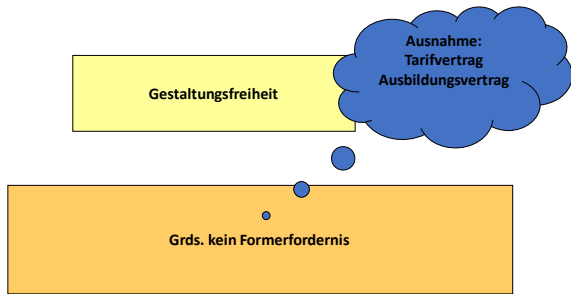 Ausnahme:
Tarifvertrag
Ausbildungsvertrag
Gestaltungsfreiheit
Grds. kein Formerfordernis